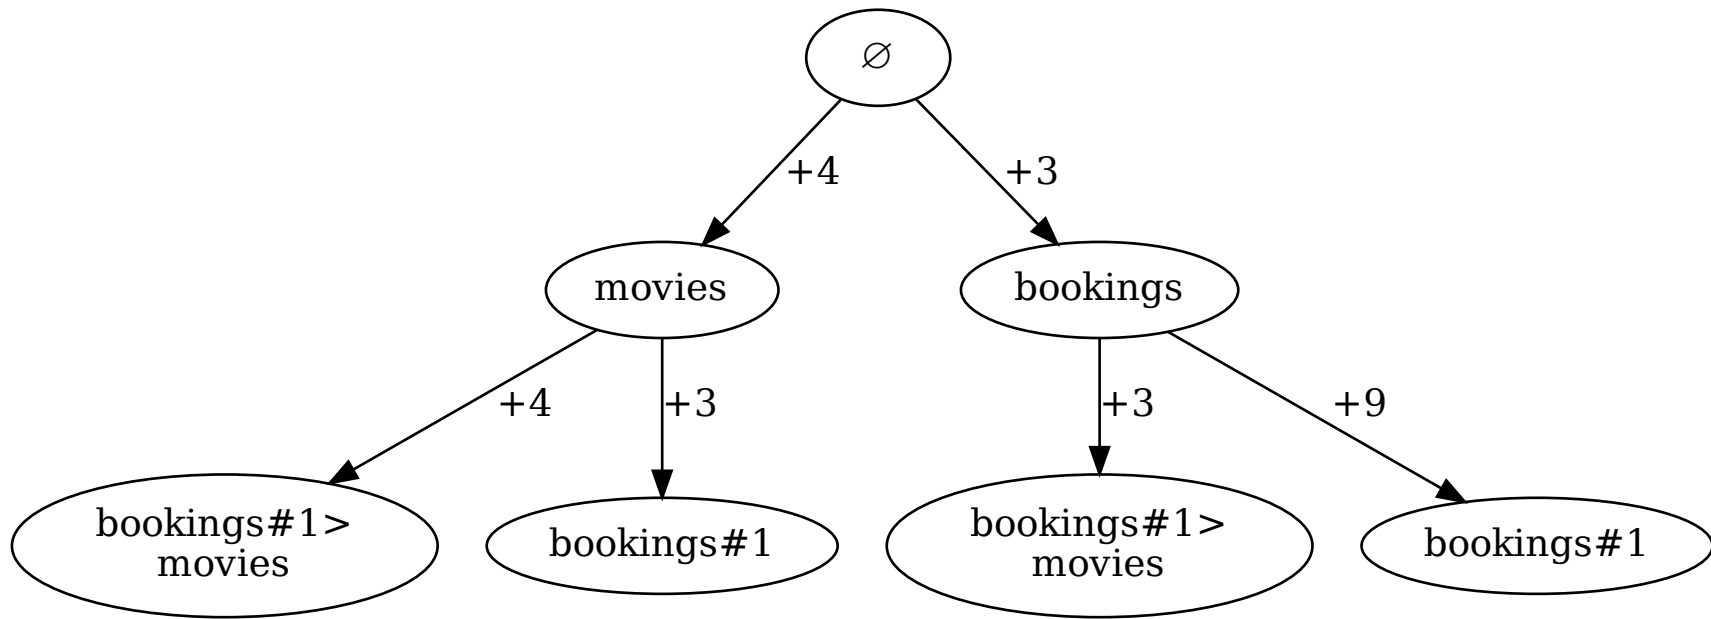 ∅
+4
+3
movies
bookings
+4
+3
+3
+9
bookings#1>
movies
bookings#1
bookings#1>
movies
bookings#1